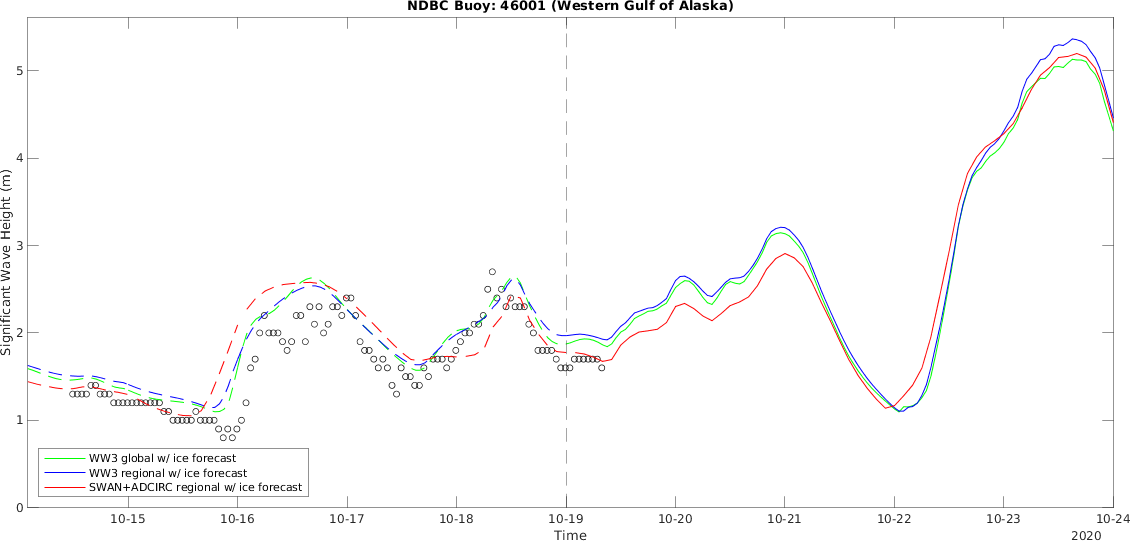 NDBC Buoy: 46001 (Western Gulf of Alaska)
Significant Wave Height (m)
5
4
3
2
1
0
WW3 global w/ ice forecast
WW3 regional w/ ice forecast
SWAN+ADCIRC regional w/ ice forecast
10-15 10-16 10-17 10-18 10-19 10-20 10-21 10-22 10-23 10-24
Time
2020